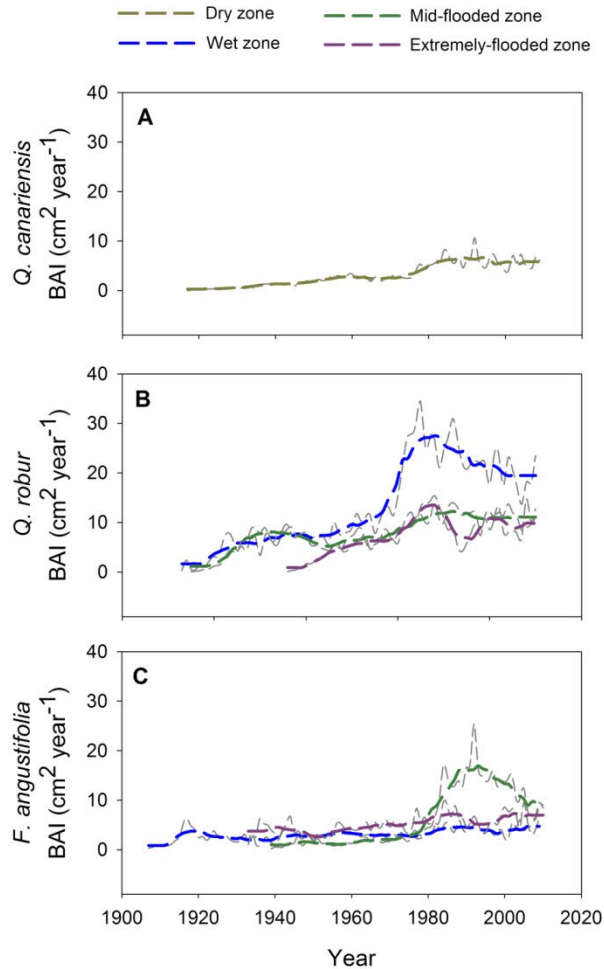 Dry zone
Mid-flooded zone
Wet zone
Extremely-flooded zone
A
Q. canariensis
BAI (cm² year⁻¹)
40
30
20
10
0
B
Q. robur
BAI (cm² year⁻¹)
40
30
20
10
0
C
F. angustifolia
BAI (cm² year⁻¹)
40
30
20
10
0
1900 1920 1940 1960 1980 2000 2020
Year